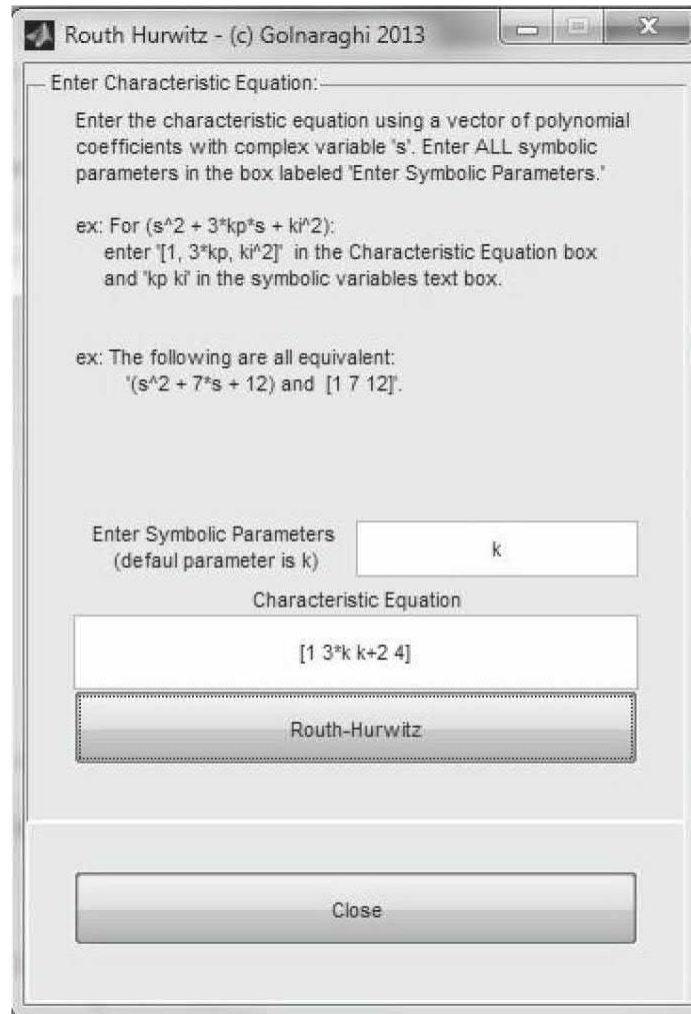 Routh Hurwitz - (c) Golnaraghi 2013
Enter Characteristic Equation:
Enter the characteristic equation using a vector of polynomial
coefficients with complex variable 's'. Enter ALL symbolic
parameters in the box labeled 'Enter Symbolic Parameters.'
ex: For (s^2 + 3*kp*s + ki^2):
enter '[1, 3*kp, ki^2]' in the Characteristic Equation box
and 'kp ki' in the symbolic variables text box.
ex: The following are all equivalent:
'(s^2 + 7*s + 12) and [1 7 12]'.
Enter Symbolic Parameters
(defaul parameter is k)
k
Characteristic Equation
[1 3*k k+2 4]
Routh-Hurwitz
Close